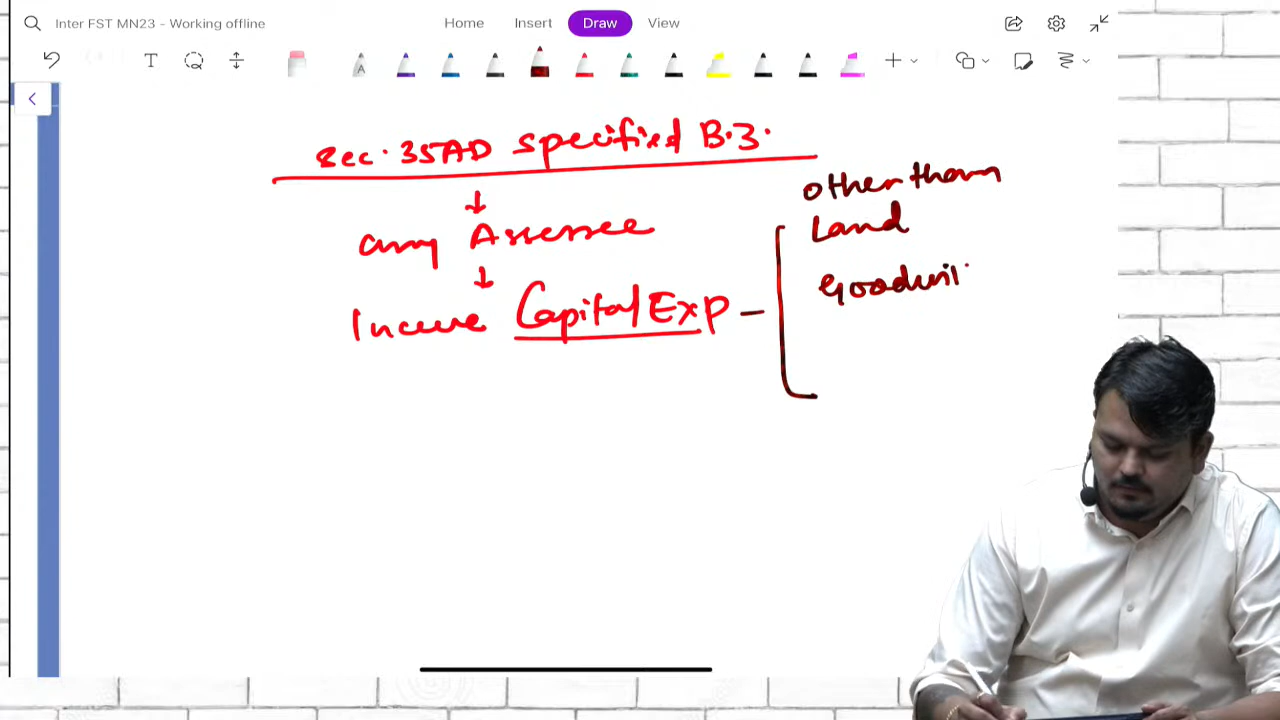 Inter FST MN23 - Working offline
Home Insert Draw View
Sec. 35AD specified B.3.
any Assessee
Incure Capital Exp -
other than
Land
Goodwil